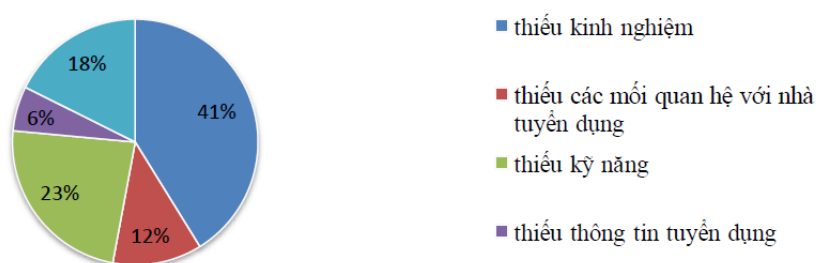 18%
41%
6%
23%
12%
thiếu kinh nghiệm
thiếu các mối quan hệ với nhà
tuyển dụng
thiếu kỹ năng
thiếu thông tin tuyển dụng